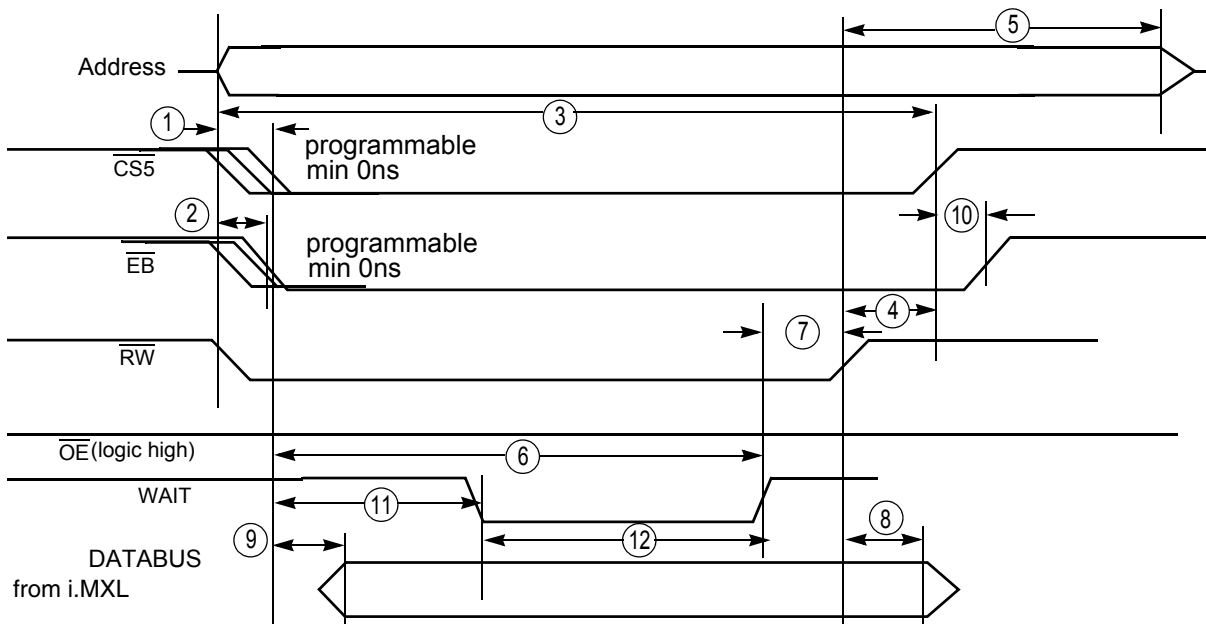 5
Address
1
3
programmable
min 0ns
CS5
2
10
programmable
min 0ns
EB
4
7
RW
OE(logic high)
6
WAIT
11
8
9
12
DATABUS
from i.MXL